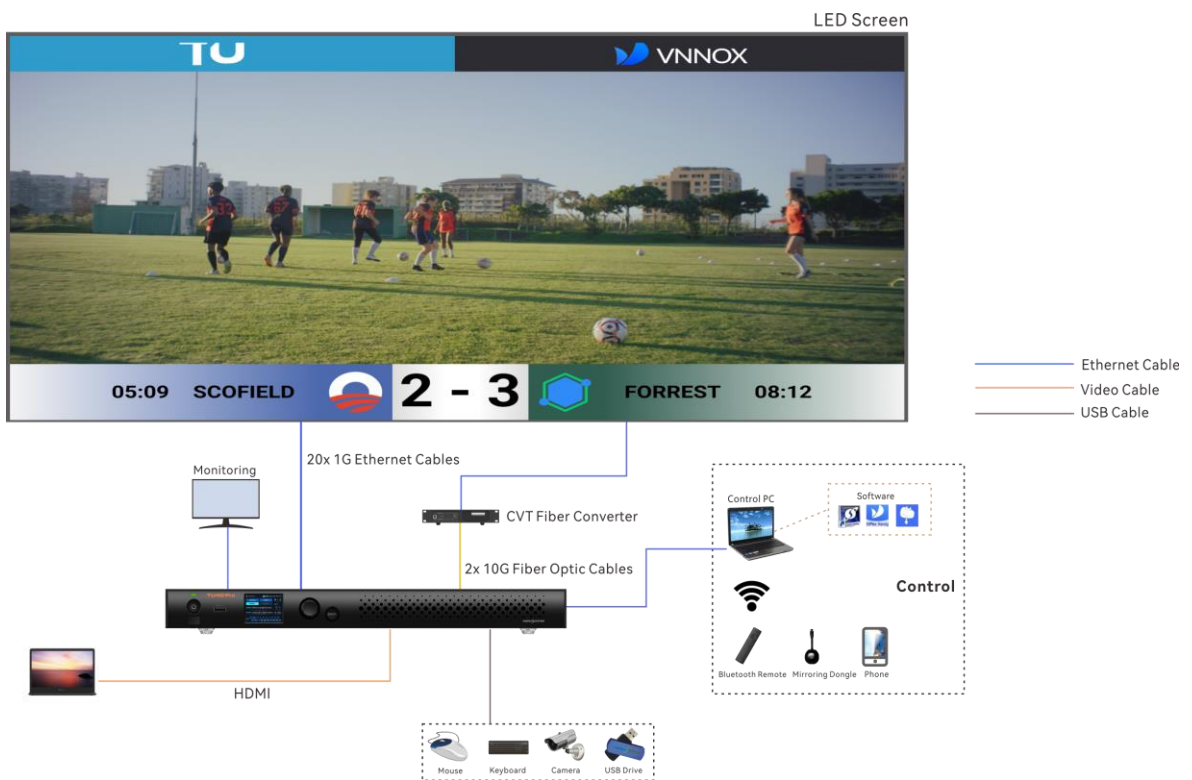 LED Screen
TU
VNNOX
05:09 SCOFIELD 2 - 3 FORREST 08:12
Ethernet Cable
Video Cable
USB Cable
20x 1G Ethernet Cables
Monitoring
CVT Fiber Converter
2x 10G Fiber Optic Cables
Control PC
Software
Control
Bluetooth Remote
Mirroring Dongle
Phone
HDMI
Mouse
Keyboard
Camera
USB Drive